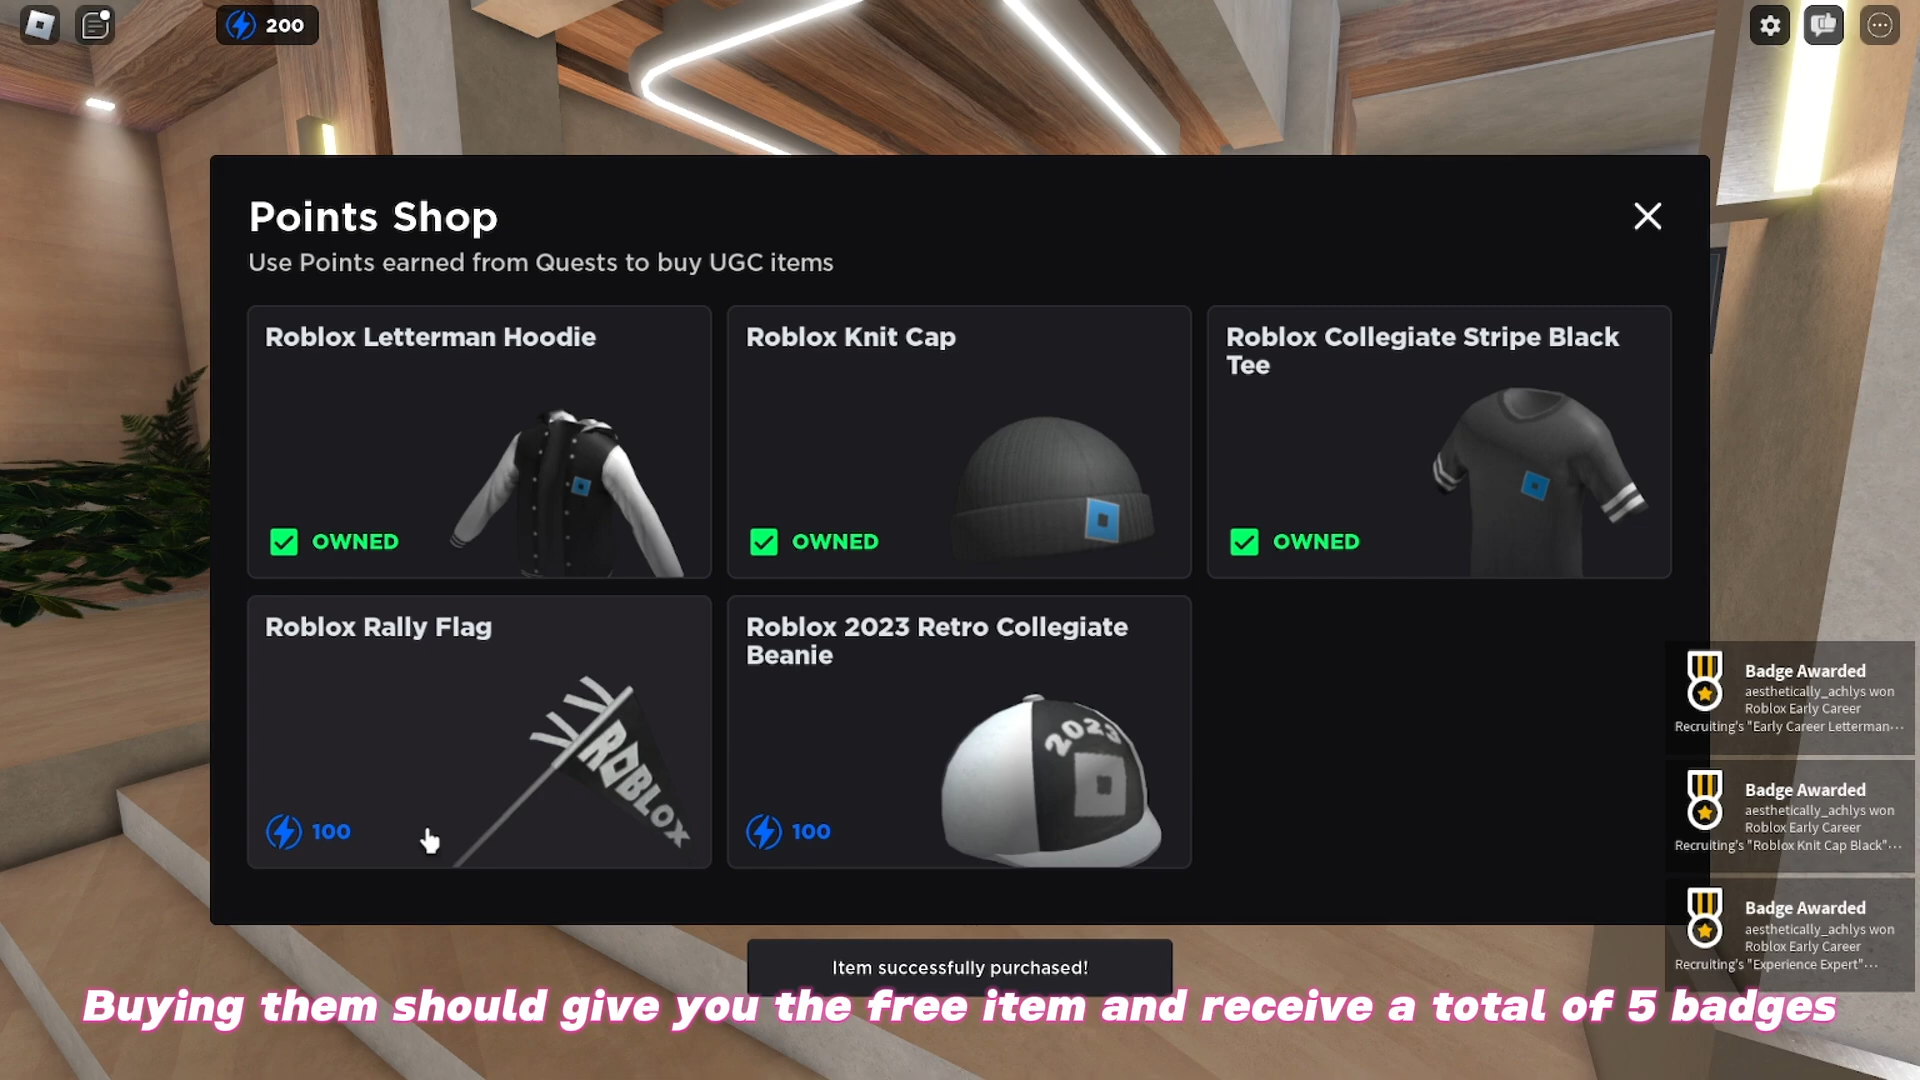 200
Points Shop
Use Points earned from Quests to buy UGC items
Roblox Letterman Hoodie
OWNED
Roblox Knit Cap
OWNED
Roblox Collegiate Stripe Black
Tee
OWNED
Roblox Rally Flag
ROBLOX
100
Roblox 2023 Retro Collegiate
Beanie
2023
100
Badge Awarded
aesthetically_achlys won
Roblox Early Career
Recruiting's "Early Career Letterman...
Badge Awarded
aesthetically_achlys won
Roblox Early Career
Recruiting's "Roblox Knit Cap Black"...
Badge Awarded
aesthetically_achlys won
Roblox Early Career
Recruiting's "Experience Expert"...
Item successfully purchased!
Buying them should give you the free item and receive a total of 5 badges